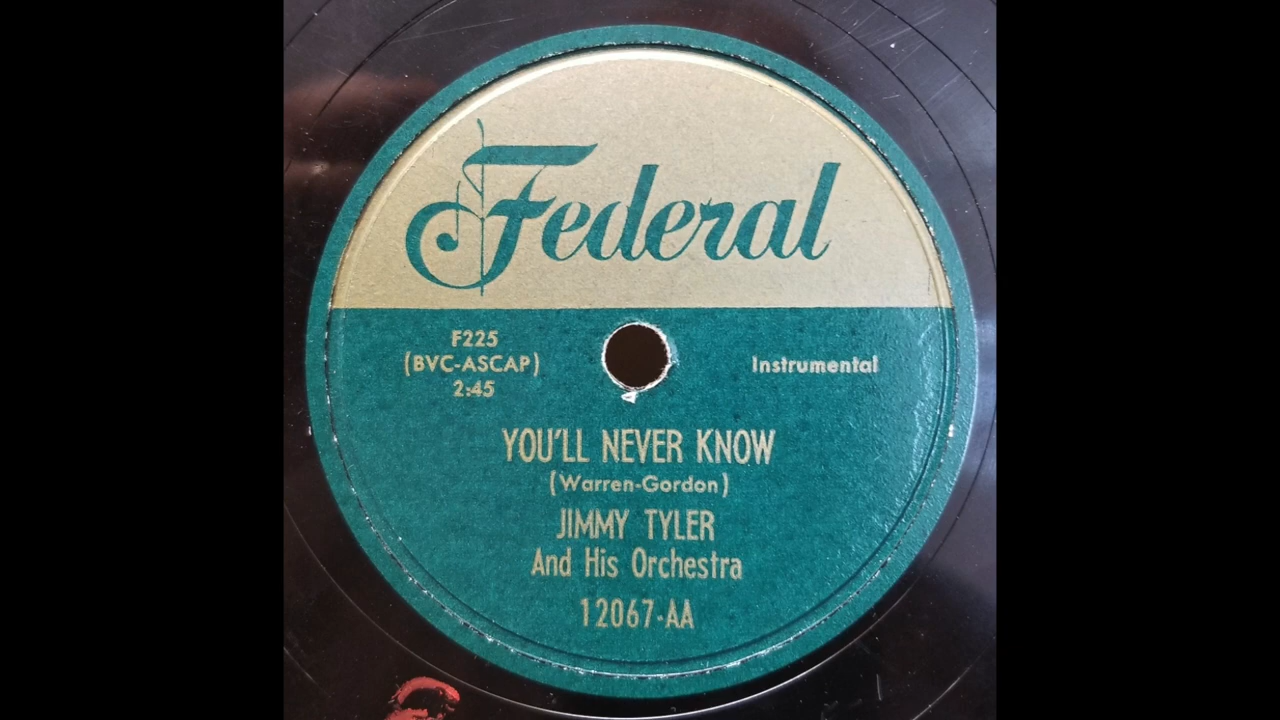 Federal
F225
(BVC-ASCAP)
2:45
Instrumental
YOU'LL NEVER KNOW
(Warren-Gordon)
JIMMY TYLER
And His Orchestra
12067-AA